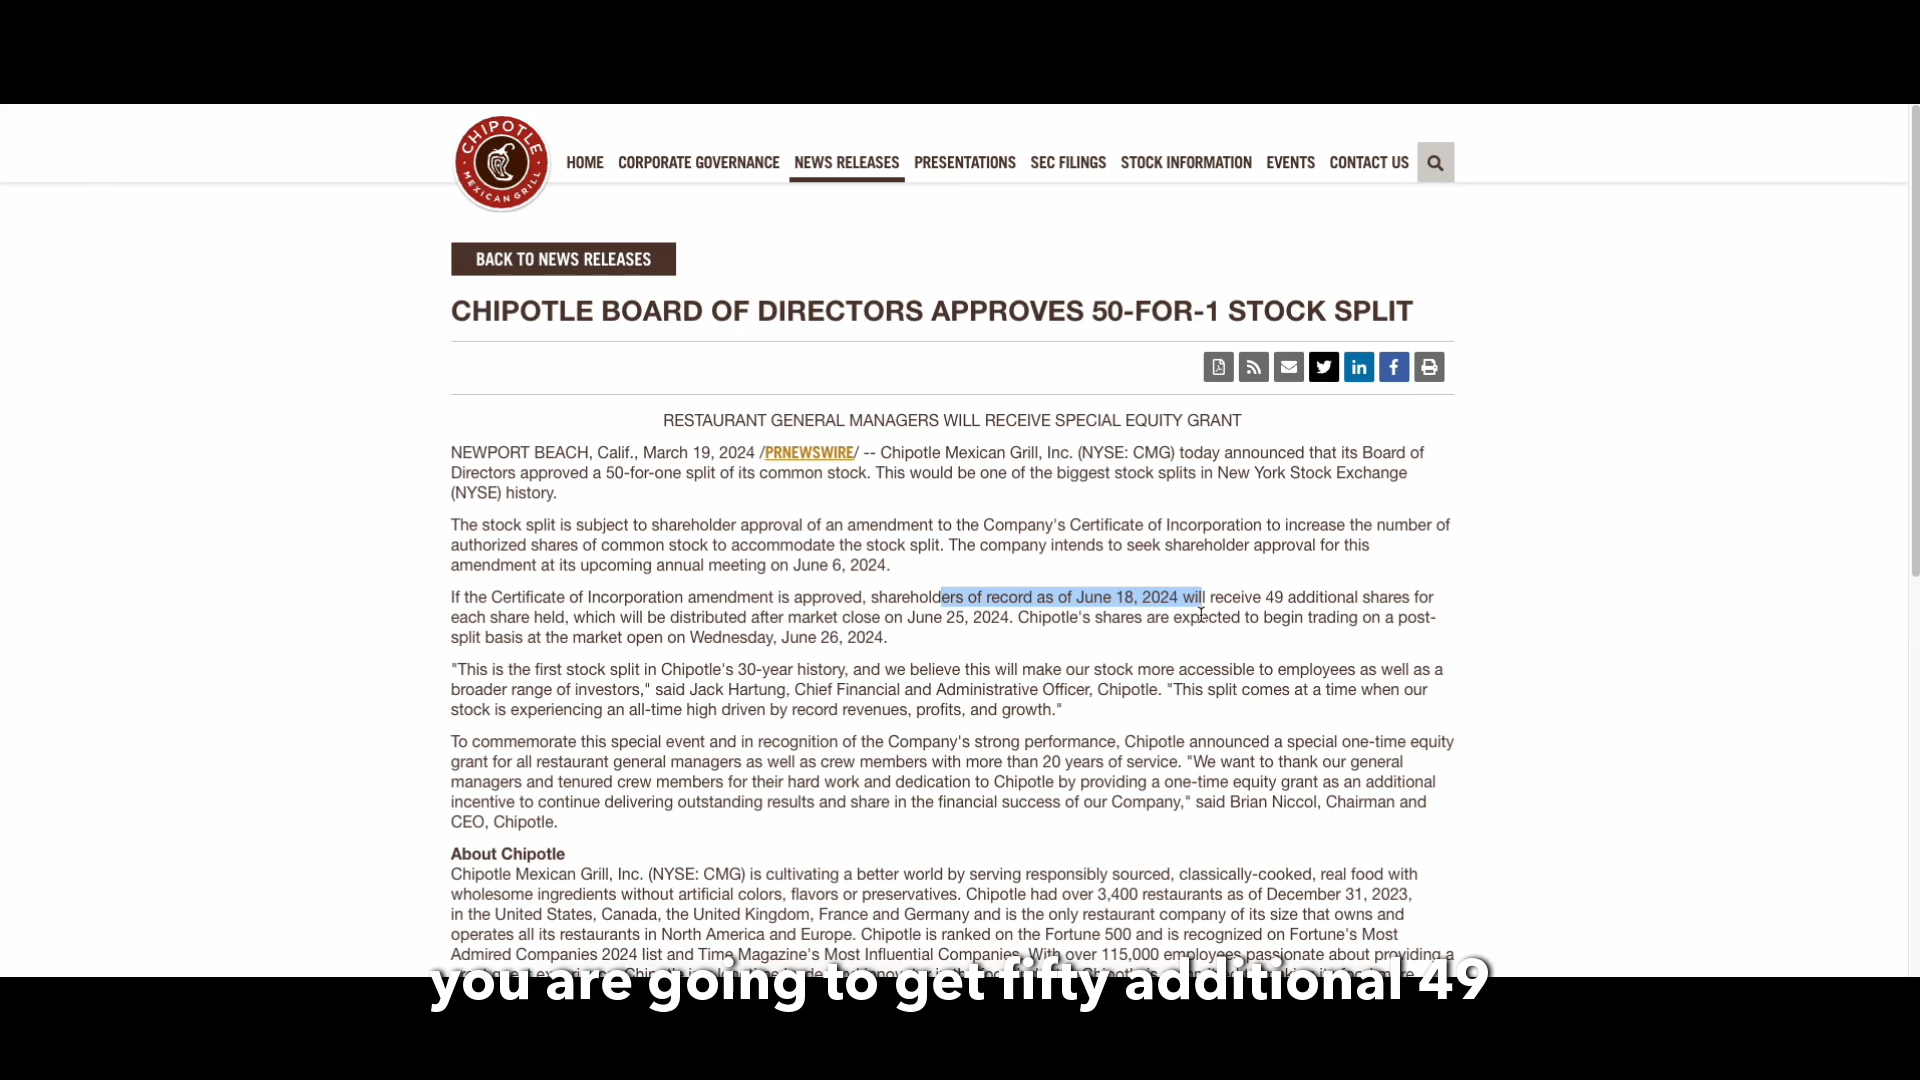 CHIPOTLE
MEXICAN GRILL
HOME CORPORATE GOVERNANCE NEWS RELEASES PRESENTATIONS SEC FILINGS STOCK INFORMATION EVENTS CONTACT US
BACK TO NEWS RELEASES
CHIPOTLE BOARD OF DIRECTORS APPROVES 50-FOR-1 STOCK SPLIT
RESTAURANT GENERAL MANAGERS WILL RECEIVE SPECIAL EQUITY GRANT
NEWPORT BEACH, Calif., March 19, 2024 /PRNEWSWIRE/ -- Chipotle Mexican Grill, Inc. (NYSE: CMG) today announced that its Board of
Directors approved a 50-for-one split of its common stock. This would be one of the biggest stock splits in New York Stock Exchange
(NYSE) history.
The stock split is subject to shareholder approval of an amendment to the Company's Certificate of Incorporation to increase the number of
authorized shares of common stock to accommodate the stock split. The company intends to seek shareholder approval for this
amendment at its upcoming annual meeting on June 6, 2024.
If the Certificate of Incorporation amendment is approved, shareholders of record as of June 18, 2024 will receive 49 additional shares for
each share held, which will be distributed after market close on June 25, 2024. Chipotle's shares are expected to begin trading on a post-
split basis at the market open on Wednesday, June 26, 2024.
"This is the first stock split in Chipotle's 30-year history, and we believe this will make our stock more accessible to employees as well as a
broader range of investors," said Jack Hartung, Chief Financial and Administrative Officer, Chipotle. "This split comes at a time when our
stock is experiencing an all-time high driven by record revenues, profits, and growth."
To commemorate this special event and in recognition of the Company's strong performance, Chipotle announced a special one-time equity
grant for all restaurant general managers as well as crew members with more than 20 years of service. "We want to thank our general
managers and tenured crew members for their hard work and dedication to Chipotle by providing a one-time equity grant as an additional
incentive to continue delivering outstanding results and share in the financial success of our Company," said Brian Niccol, Chairman and
CEO, Chipotle.
About Chipotle
Chipotle Mexican Grill, Inc. (NYSE: CMG) is cultivating a better world by serving responsibly sourced, classically-cooked, real food with
wholesome ingredients without artificial colors, flavors or preservatives. Chipotle had over 3,400 restaurants as of December 31, 2023,
in the United States, Canada, the United Kingdom, France and Germany and is the only restaurant company of its size that owns and
operates all its restaurants in North America and Europe. Chipotle is ranked on the Fortune 500 and is recognized on Fortune's Most
Admired Companies 2024 list and Time Magazine's Most Influential Companies. With over 115,000 employees passionate about providing a
you are going to get fifty additional 49